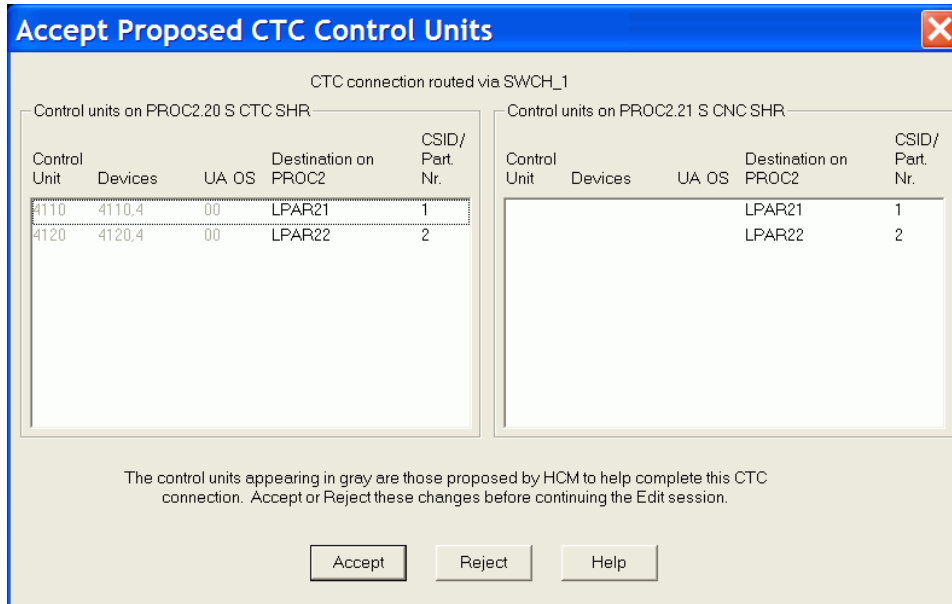 Accept Proposed CTC Control Units
CTC connection routed via SWCH_1
Control units on PROC2.20 S CTC SHR
Control Unit Devices UA OS Destination on PROC2 CSID/ Part. Nr.
4110 4110,4 00 LPAR21 1
4120 4120,4 00 LPAR22 2
Control units on PROC2.21 S CNC SHR
Control Unit Devices UA OS Destination on PROC2 CSID/ Part. Nr.
LPAR21 1
LPAR22 2
The control units appearing in gray are those proposed by HCM to help complete this CTC
connection. Accept or Reject these changes before continuing the Edit session.
Accept Reject Help